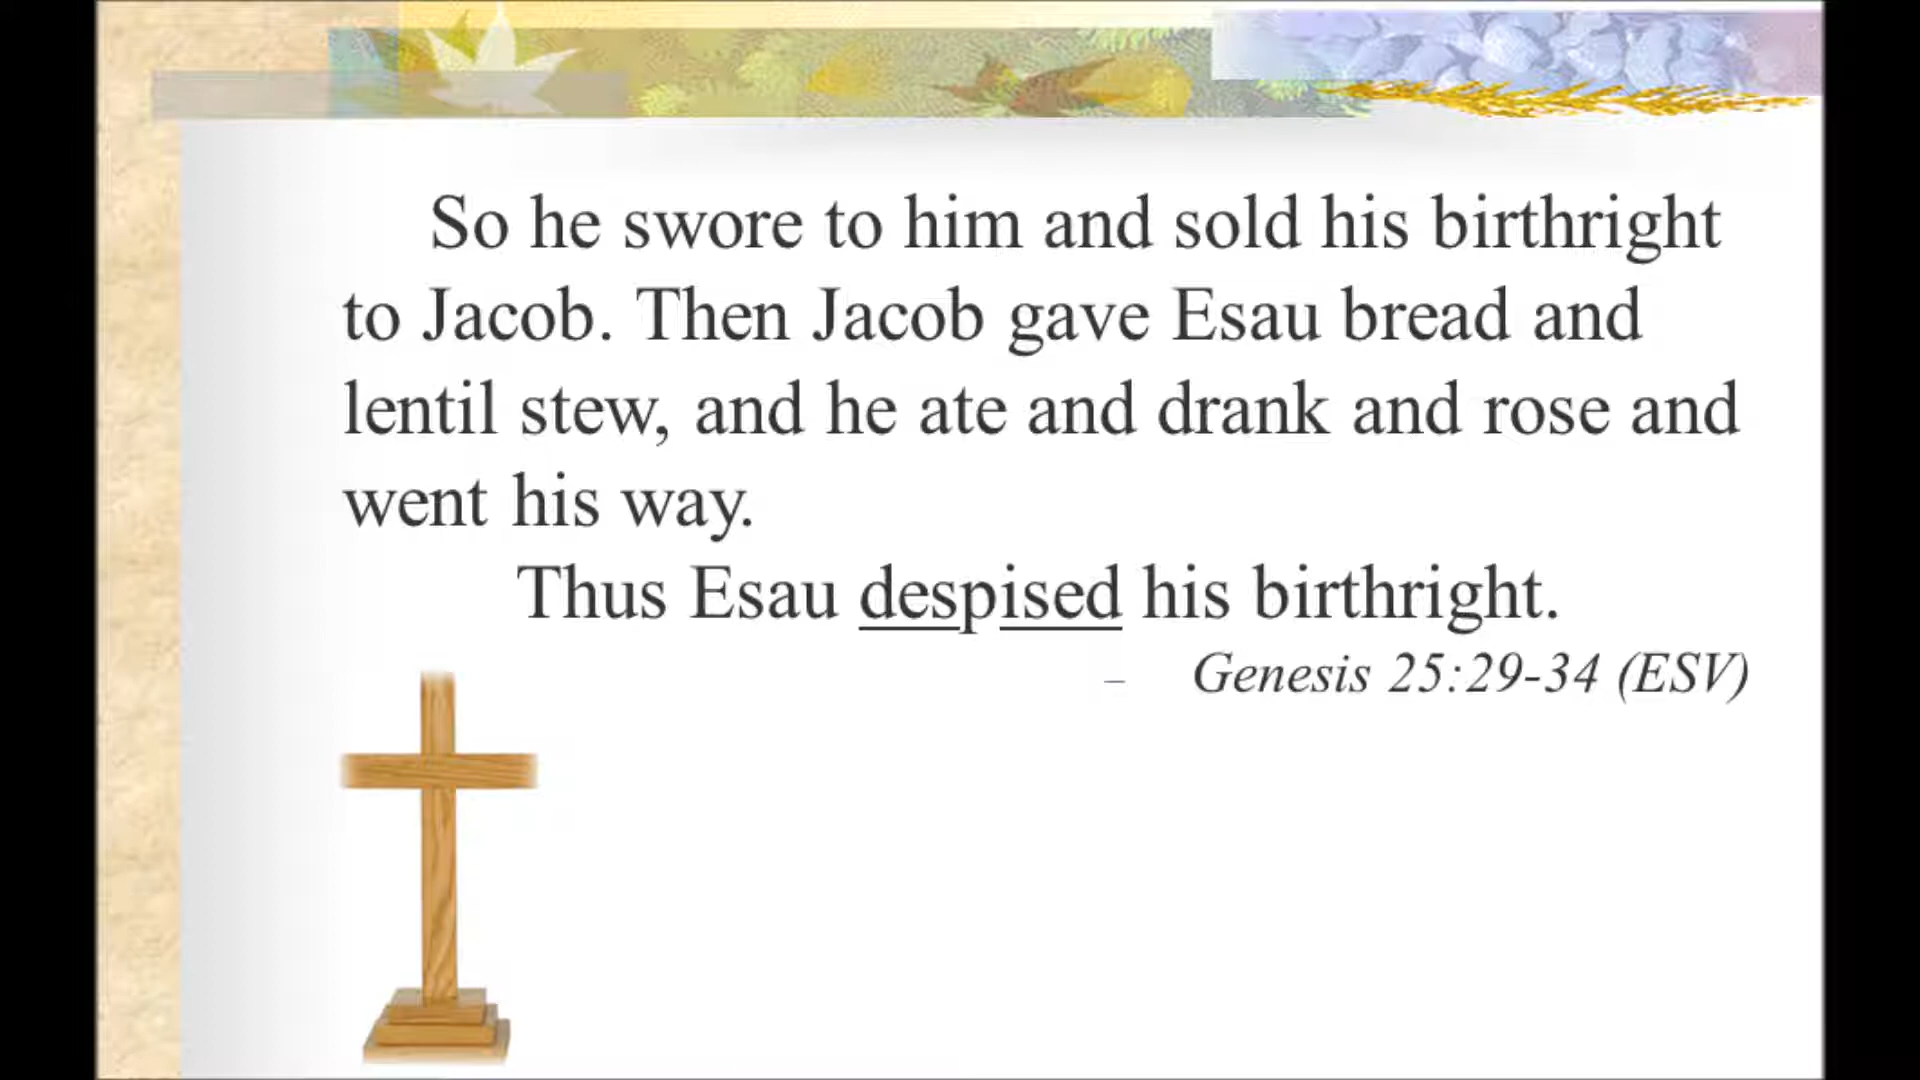 So he swore to him and sold his birthright
to Jacob. Then Jacob gave Esau bread and
lentil stew, and he ate and drank and rose and
went his way.
Thus Esau despised his birthright.
– Genesis 25:29-34 (ESV)